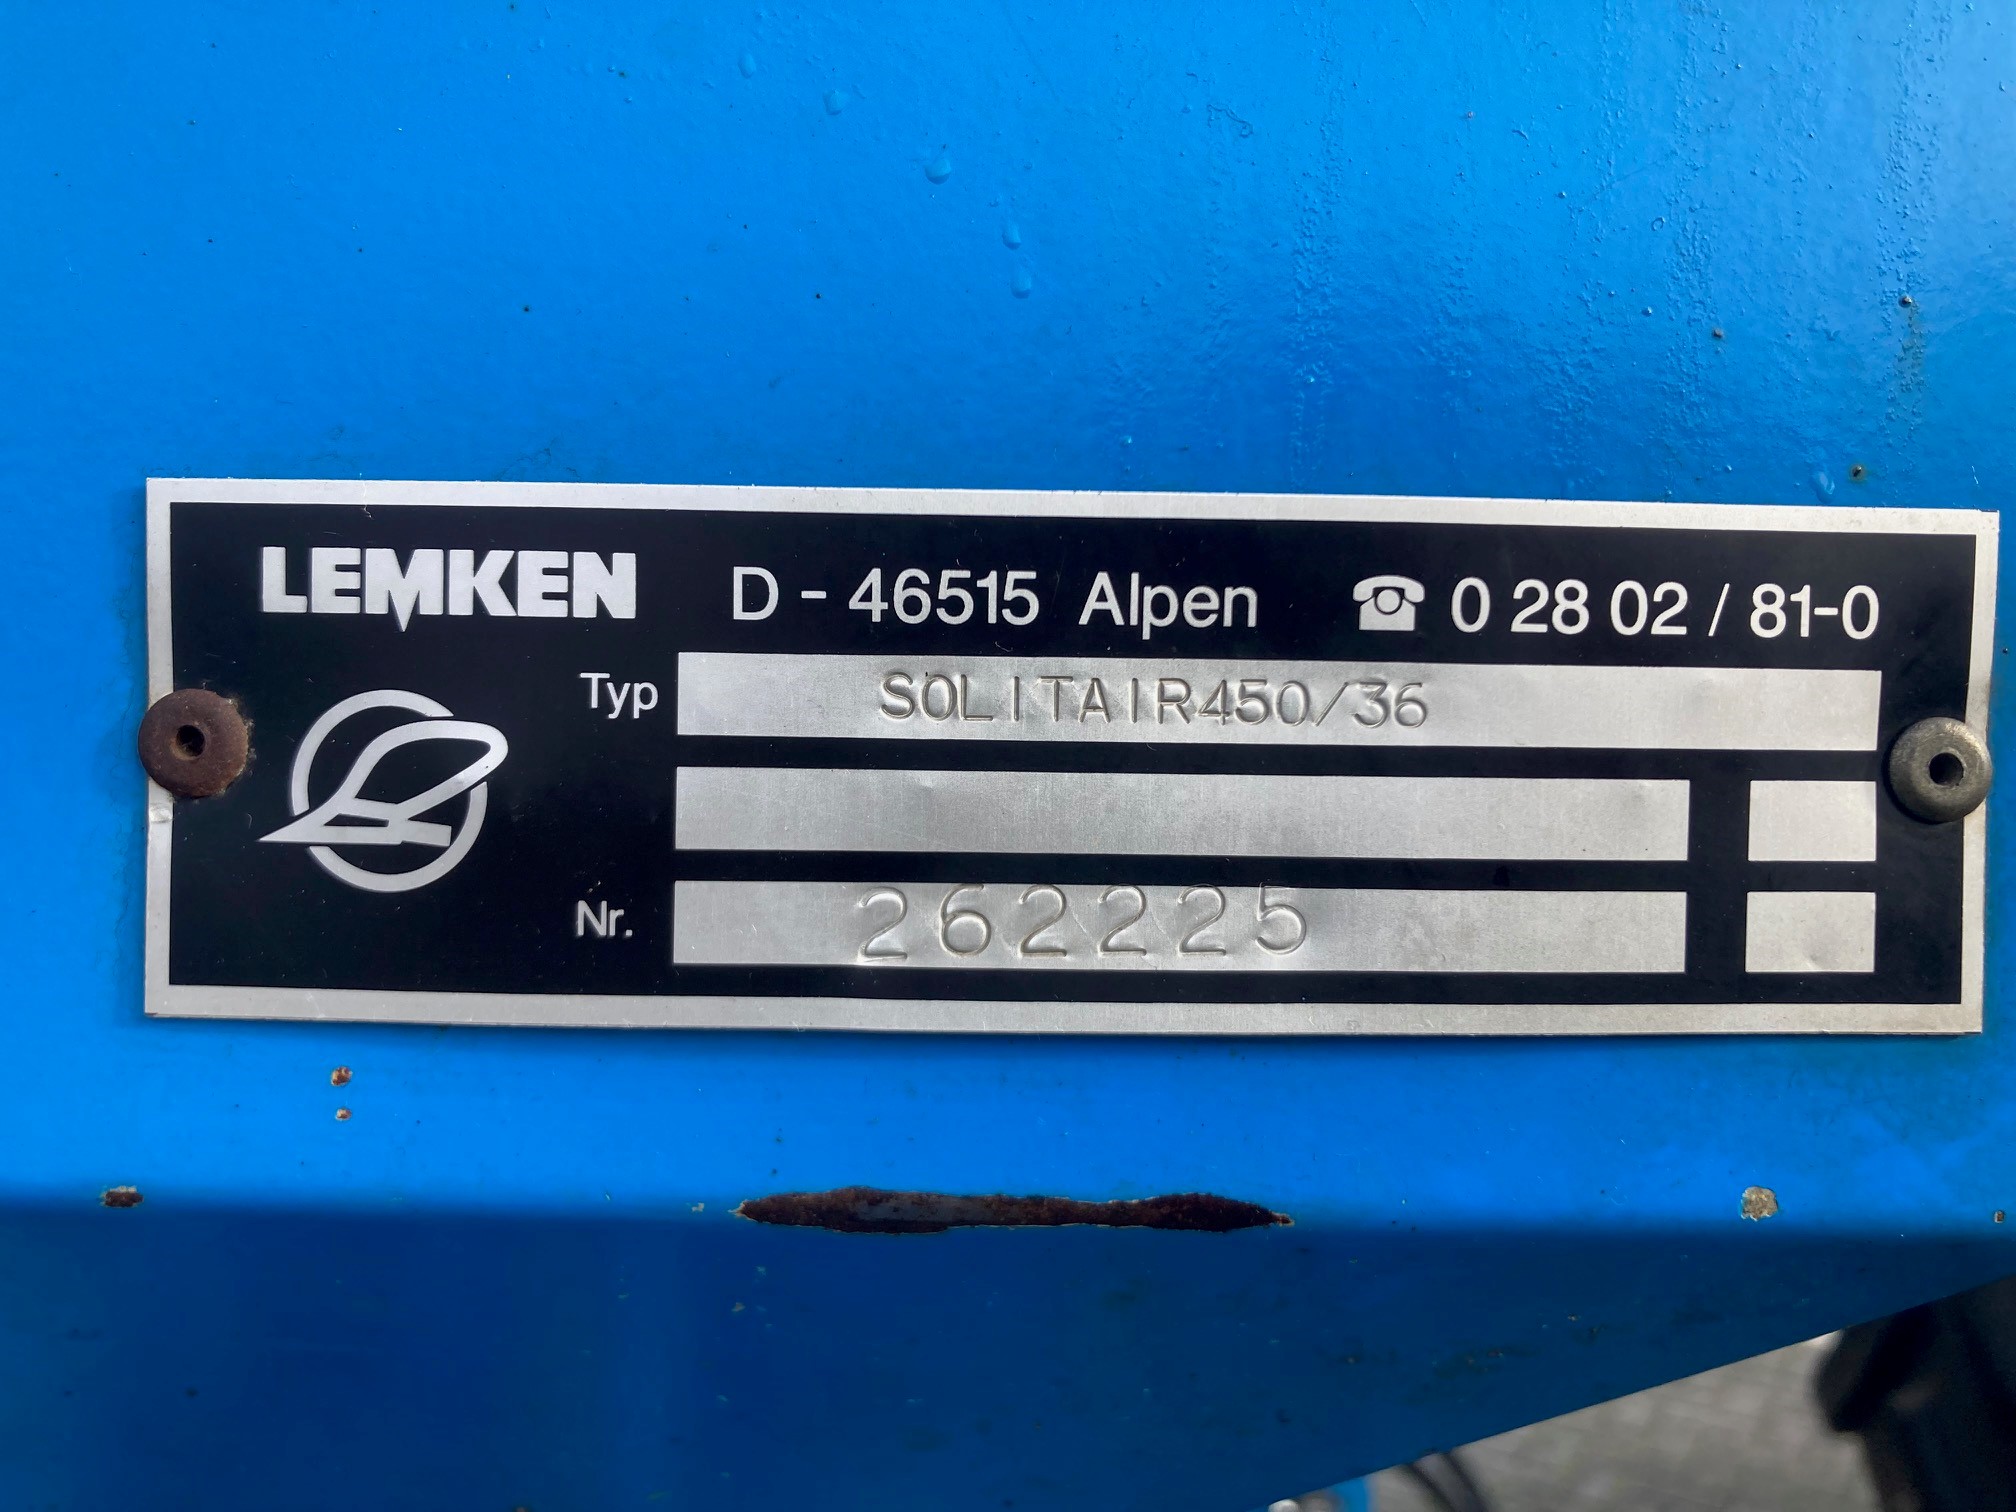 LEMKEN D - 46515 Alpen ☎ 0 28 02 / 81-0
Typ SOLITAIR450/36
Nr. 262225